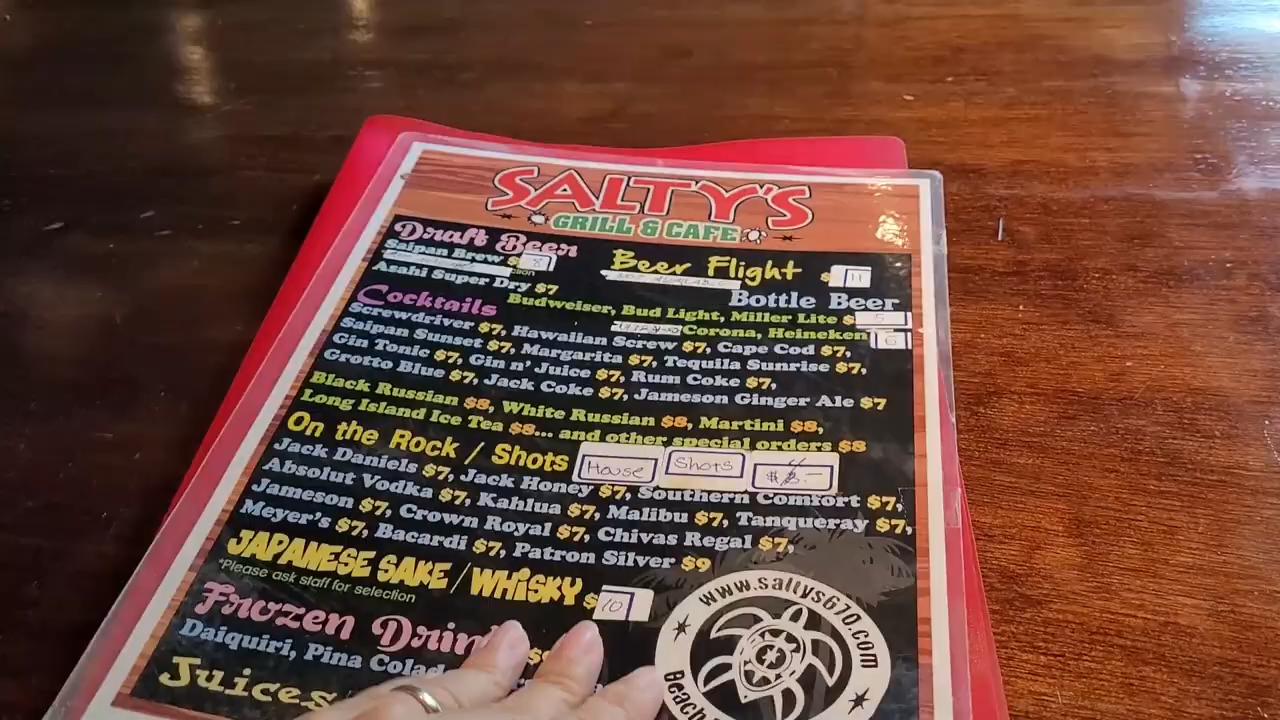 SALTY'S
GRILL & CAFE
Draft Beer
Saipan Brew $8
Asahi Super Dry $7
Beer Flight $11
Bottle Beer
Budweiser, Bud Light, Miller Lite $5
Corona, Heineken 6
Cocktails
Screwdriver $7, Hawaiian Screw $7, Cape Cod $7,
Saipan Sunset $7, Margarita $7, Tequila Sunrise $7,
Gin Tonic $7, Gin n' Juice $7, Rum Coke $7,
Grotto Blue $7, Jack Coke $7, Jameson Ginger Ale $7
Black Russian $8, White Russian $8, Martini $8,
Long Island Ice Tea $8... and other special orders $8
On the Rock / Shots House Shots
Jack Daniels $7, Jack Honey $7, Southern Comfort $7,
Absolut Vodka $7, Kahlua $7, Malibu $7, Tanqueray $7,
Jameson $7, Crown Royal $7, Chivas Regal $7,
Meyer's $7, Bacardi $7, Patron Silver $9
JAPANESE SAKE / WHISKY $10
*Please ask staff for selection
Frozen Drin
Daiquiri, Pina Colad
Juices
www.saltys670.com
Beach